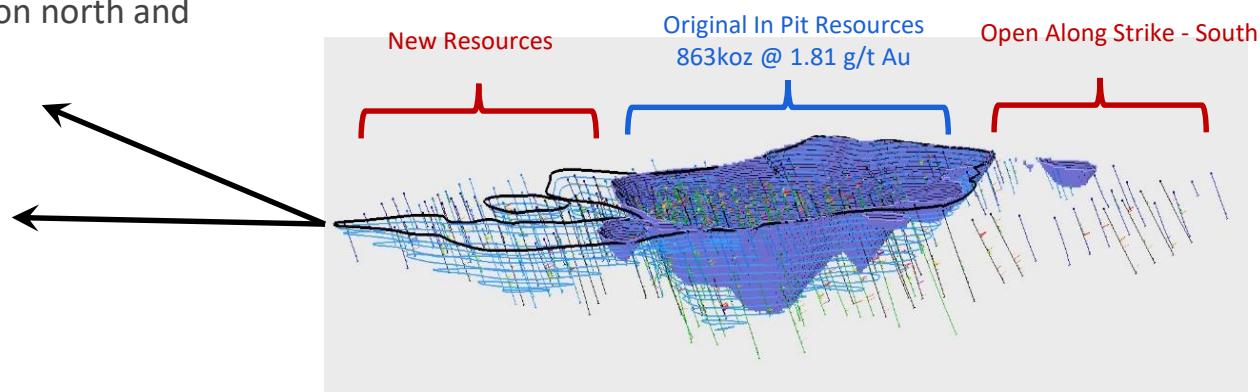 on north and
New Resources
Original In Pit Resources
863koz @ 1.81 g/t Au
Open Along Strike - South